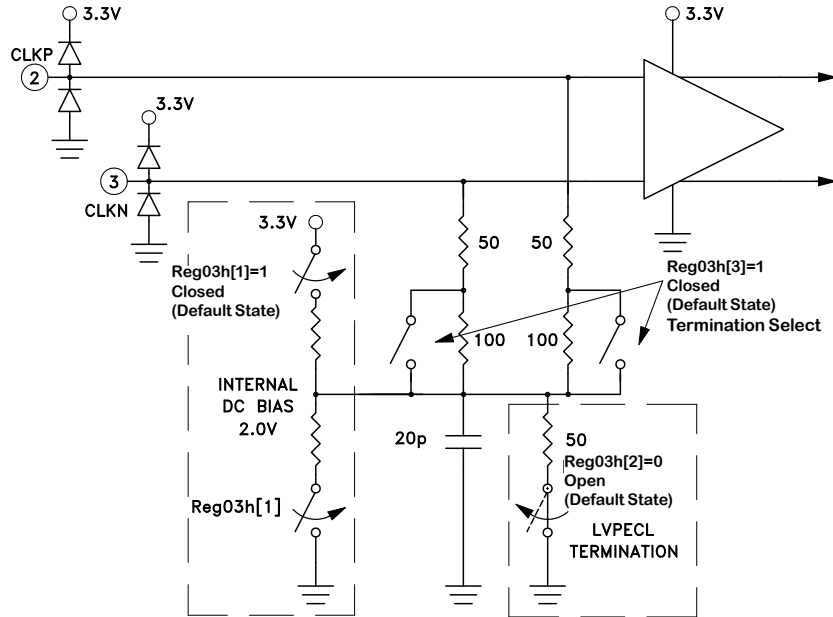 3.3V
3.3V
CLKP
2
3.3V
3
CLKN
3.3V
50
50
Reg03h[1]=1
Closed
(Default State)
Reg03h[3]=1
Closed
(Default State)
Termination Select
100
100
INTERNAL
DC BIAS
2.0V
20p
50
Reg03h[2]=0
Open
(Default State)
Reg03h[1]
LVPECL
TERMINATION